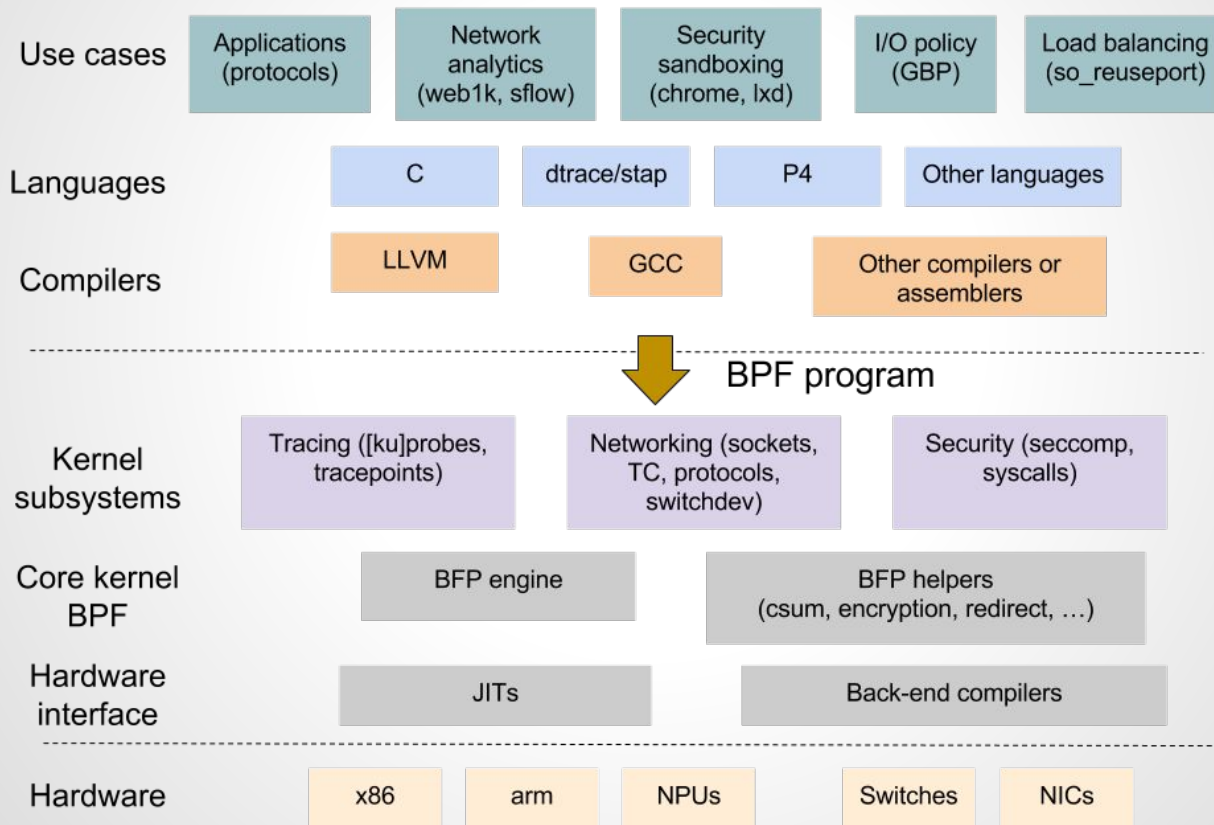 Use cases
Applications
(protocols)
Network
analytics
(web1k, sflow)
Security
sandboxing
(chrome, lxd)
I/O policy
(GBP)
Load balancing
(so_reuseport)
Languages
C
dtrace/stap
P4
Other languages
Compilers
LLVM
GCC
Other compilers or
assemblers
BPF program
Kernel
subsystems
Tracing ([ku]probes,
tracepoints)
Networking (sockets,
TC, protocols,
switchdev)
Security (seccomp,
syscalls)
Core kernel
BPF
BFP engine
BFP helpers
(csum, encryption, redirect, …)
Hardware
interface
JITs
Back-end compilers
Hardware
x86
arm
NPUs
Switches
NICs